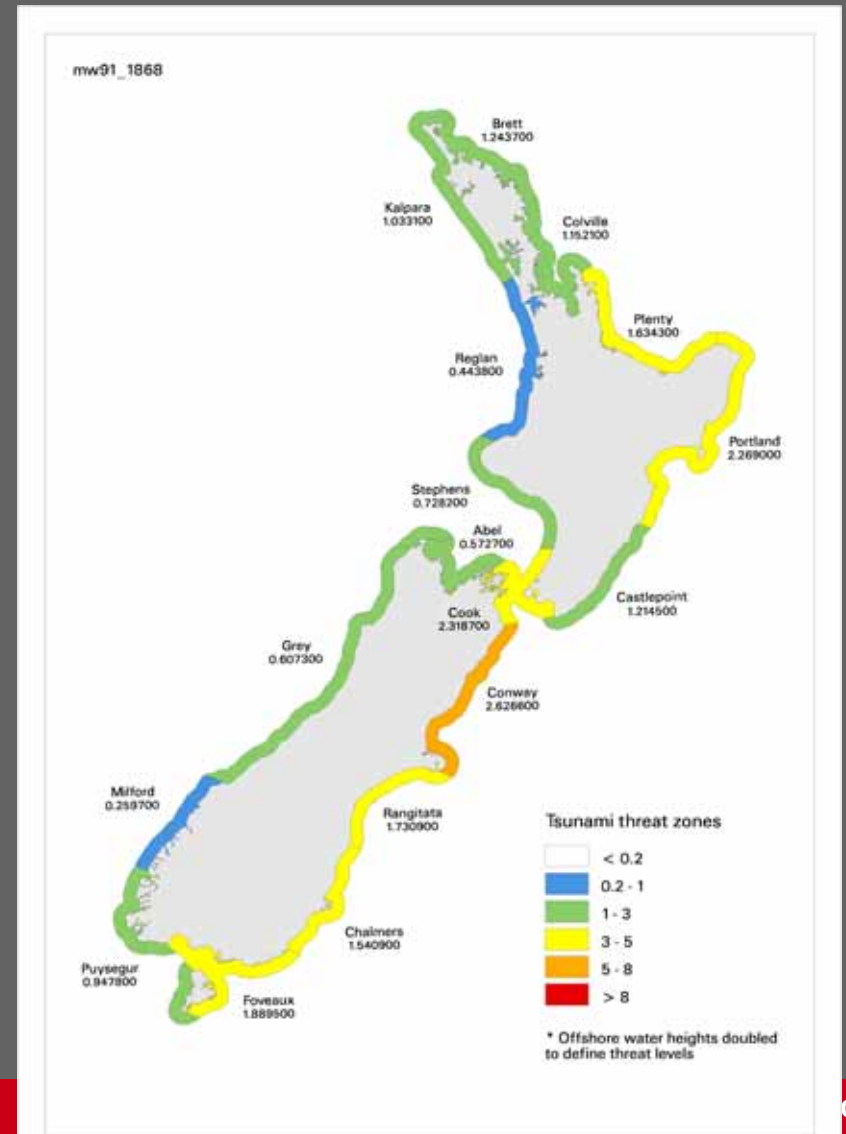 mw91_1868
Brett
1.243700
Kaipara
1.033100
Colville
1.152100
Plenty
1.634300
Reglan
0.443800
Portland
2.269000
Stephens
0.728200
Abel
0.572700
Castlepoint
1.214500
Cook
2.318700
Grey
0.607300
Conway
2.626600
Milford
0.259700
Rangitata
1.730900
Chalmers
1.540900
Puysegur
0.947800
Foveaux
1.889500
Tsunami threat zones
< 0.2
0.2 - 1
1 - 3
3 - 5
5 - 8
> 8
* Offshore water heights doubled
to define threat levels